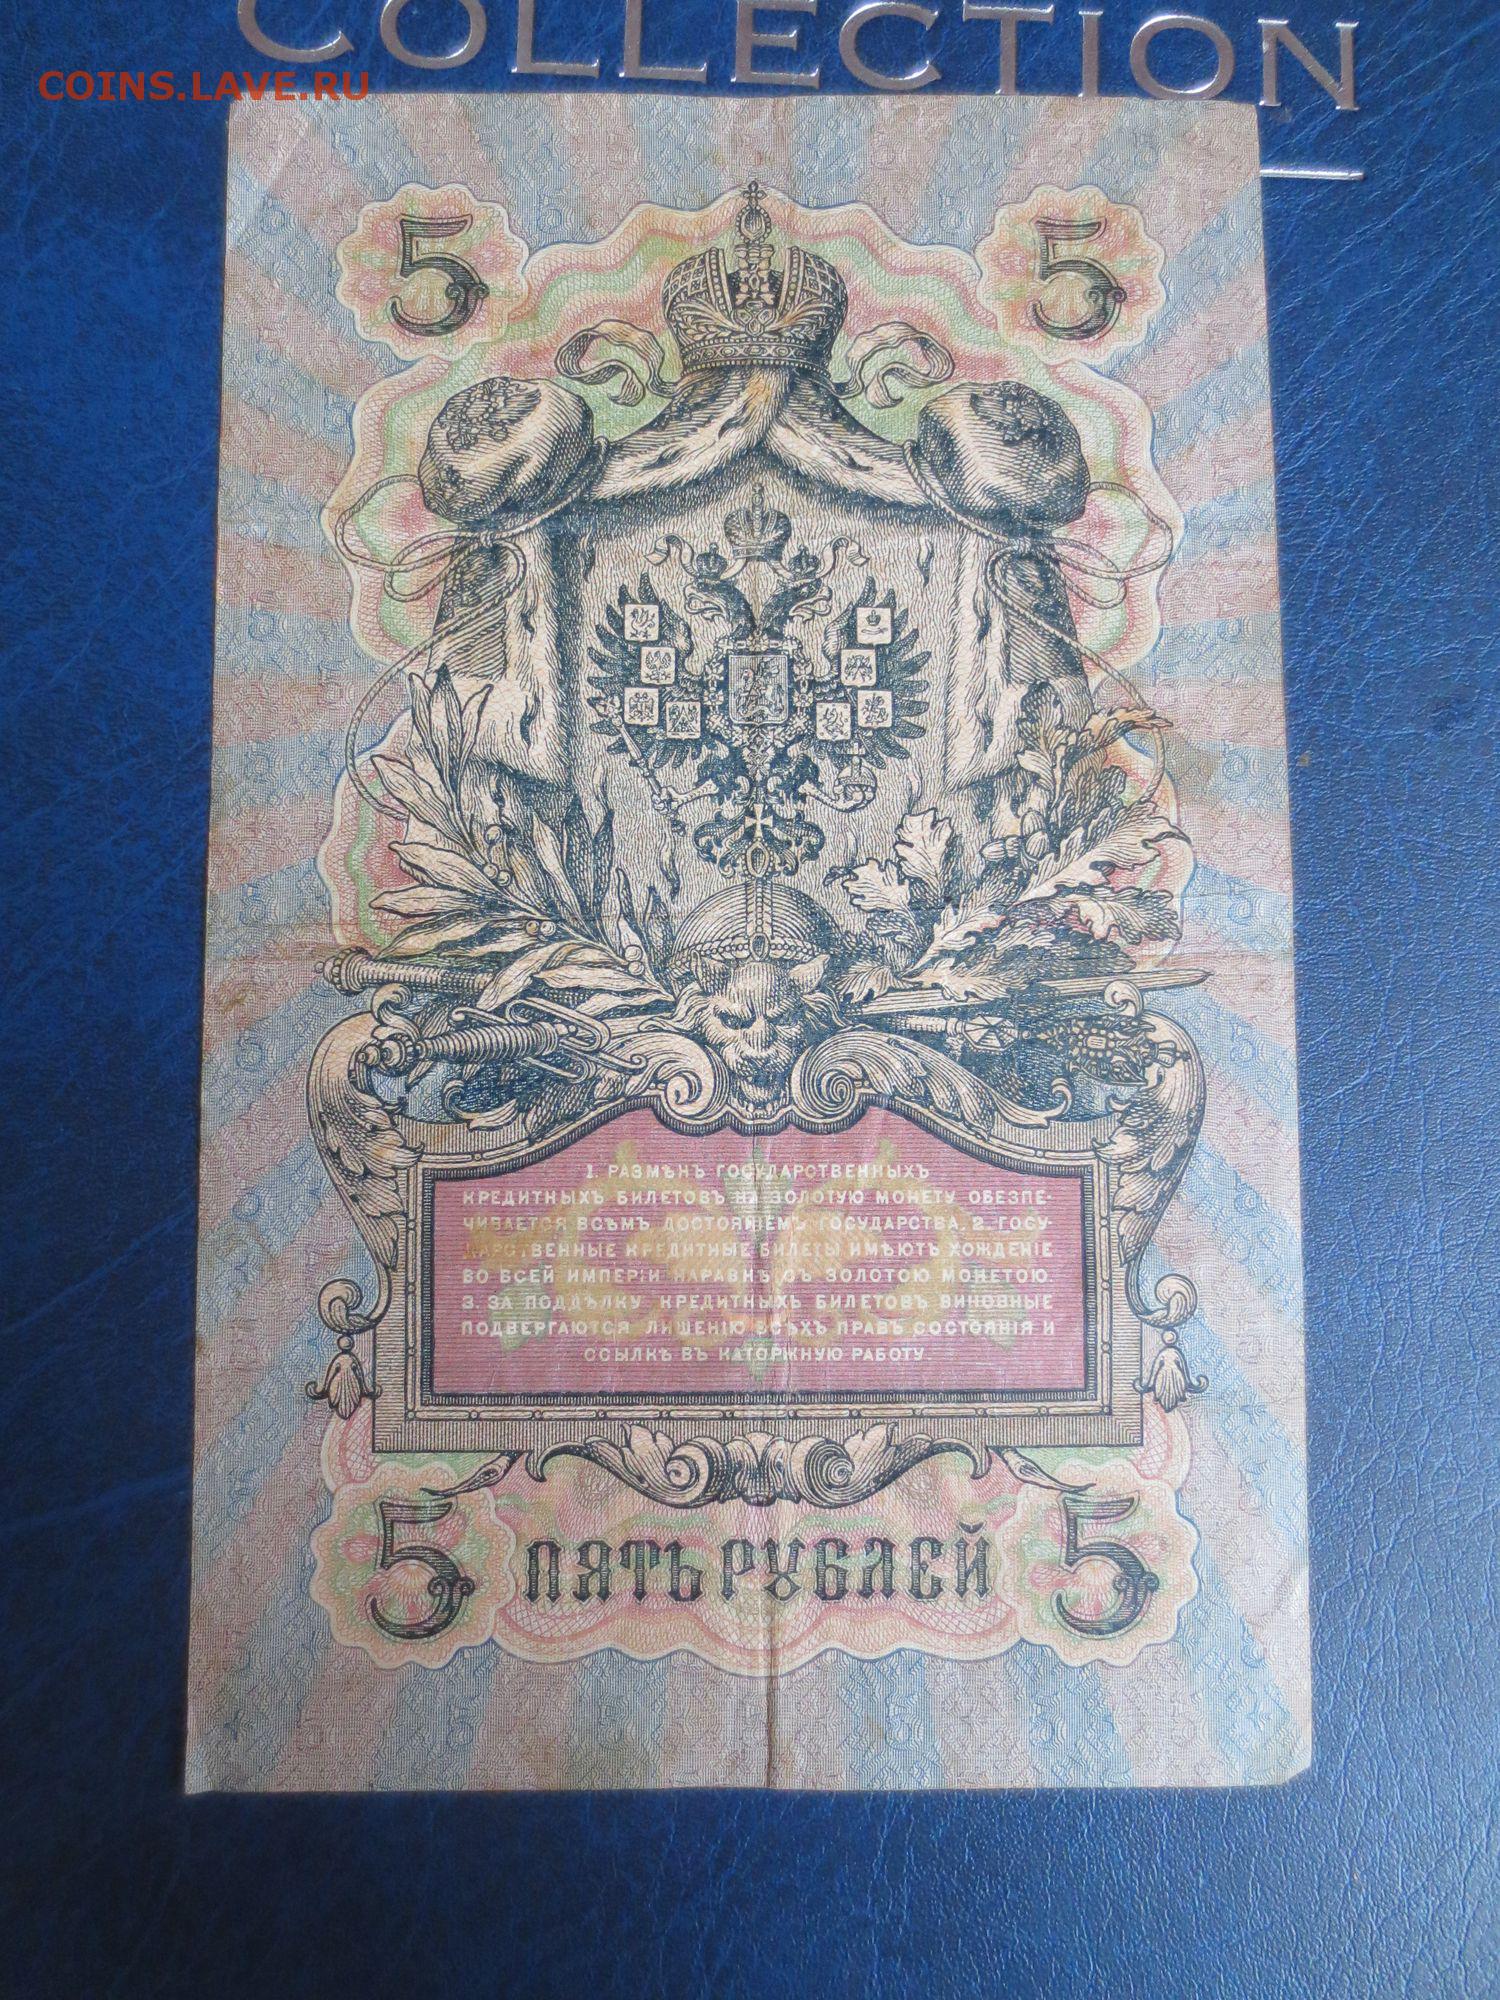 COLLECTION
COINS.LAVE.RU
5 5
1. РАЗМѢНЪ ГОСУДАРСТВЕННЫХЪ
КРЕДИТНЫХЪ БИЛЕТОВЪ НА ЗОЛОТУЮ МОНЕТУ ОБЕЗПЕ-
ЧИВАЕТСЯ ВСѢМЪ ДОСТОЯНІЕМЪ ГОСУДАРСТВА. 2. ГОСУ-
ДАРСТВЕННЫЕ КРЕДИТНЫЕ БИЛЕТЫ ИМѢЮТЪ ХОЖДЕНІЕ
ВО ВСЕЙ ИМПЕРІИ НАРАВНѢ СЪ ЗОЛОТОЮ МОНЕТОЮ.
3. ЗА ПОДДѢЛКУ КРЕДИТНЫХЪ БИЛЕТОВЪ ВИНОВНЫЕ
ПОДВЕРГАЮТСЯ ЛИШЕНІЮ ВСѢХЪ ПРАВЪ СОСТОЯНІЯ И
ССЫЛКѢ ВЪ КАТОРЖНУЮ РАБОТУ.
5 ПЯТЬ РУБЛЕЙ 5